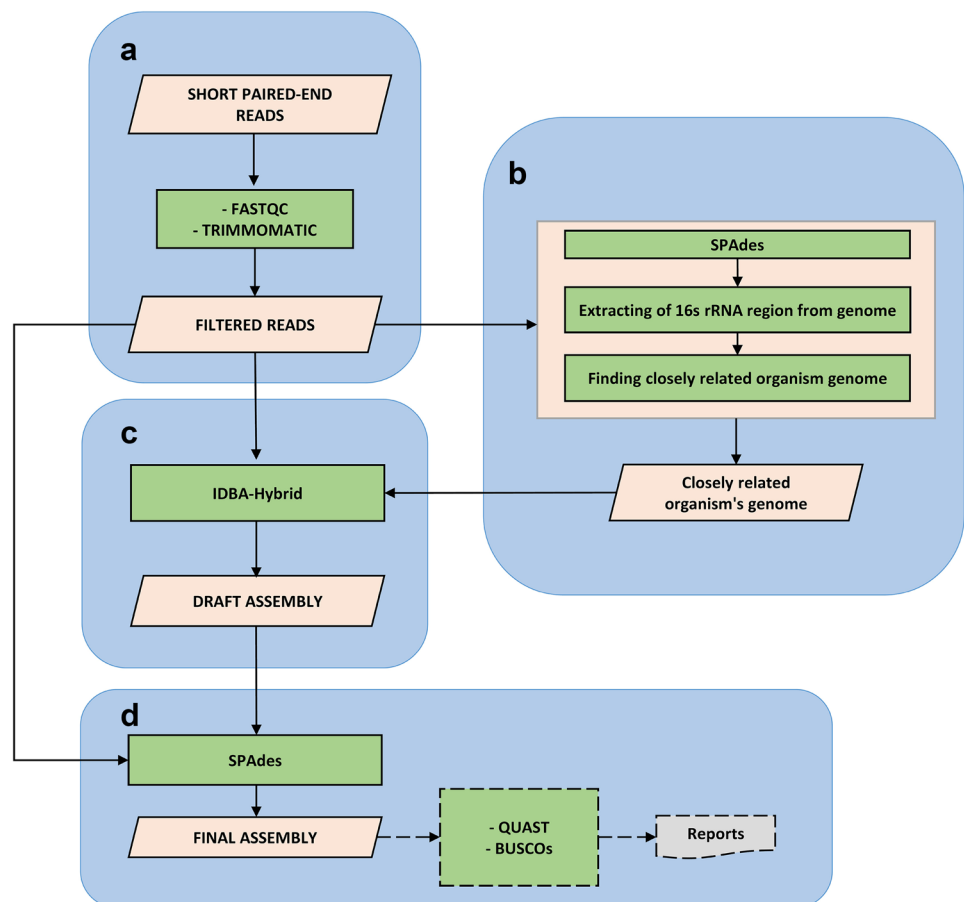 a
SHORT PAIRED-END
READS
- FASTQC
- TRIMMOMATIC
FILTERED READS
b
SPAdes
Extracting of 16s rRNA region from genome
Finding closely related organism genome
Closely related
organism's genome
c
IDBA-Hybrid
DRAFT ASSEMBLY
d
SPAdes
FINAL ASSEMBLY
- QUAST
- BUSCOs
Reports